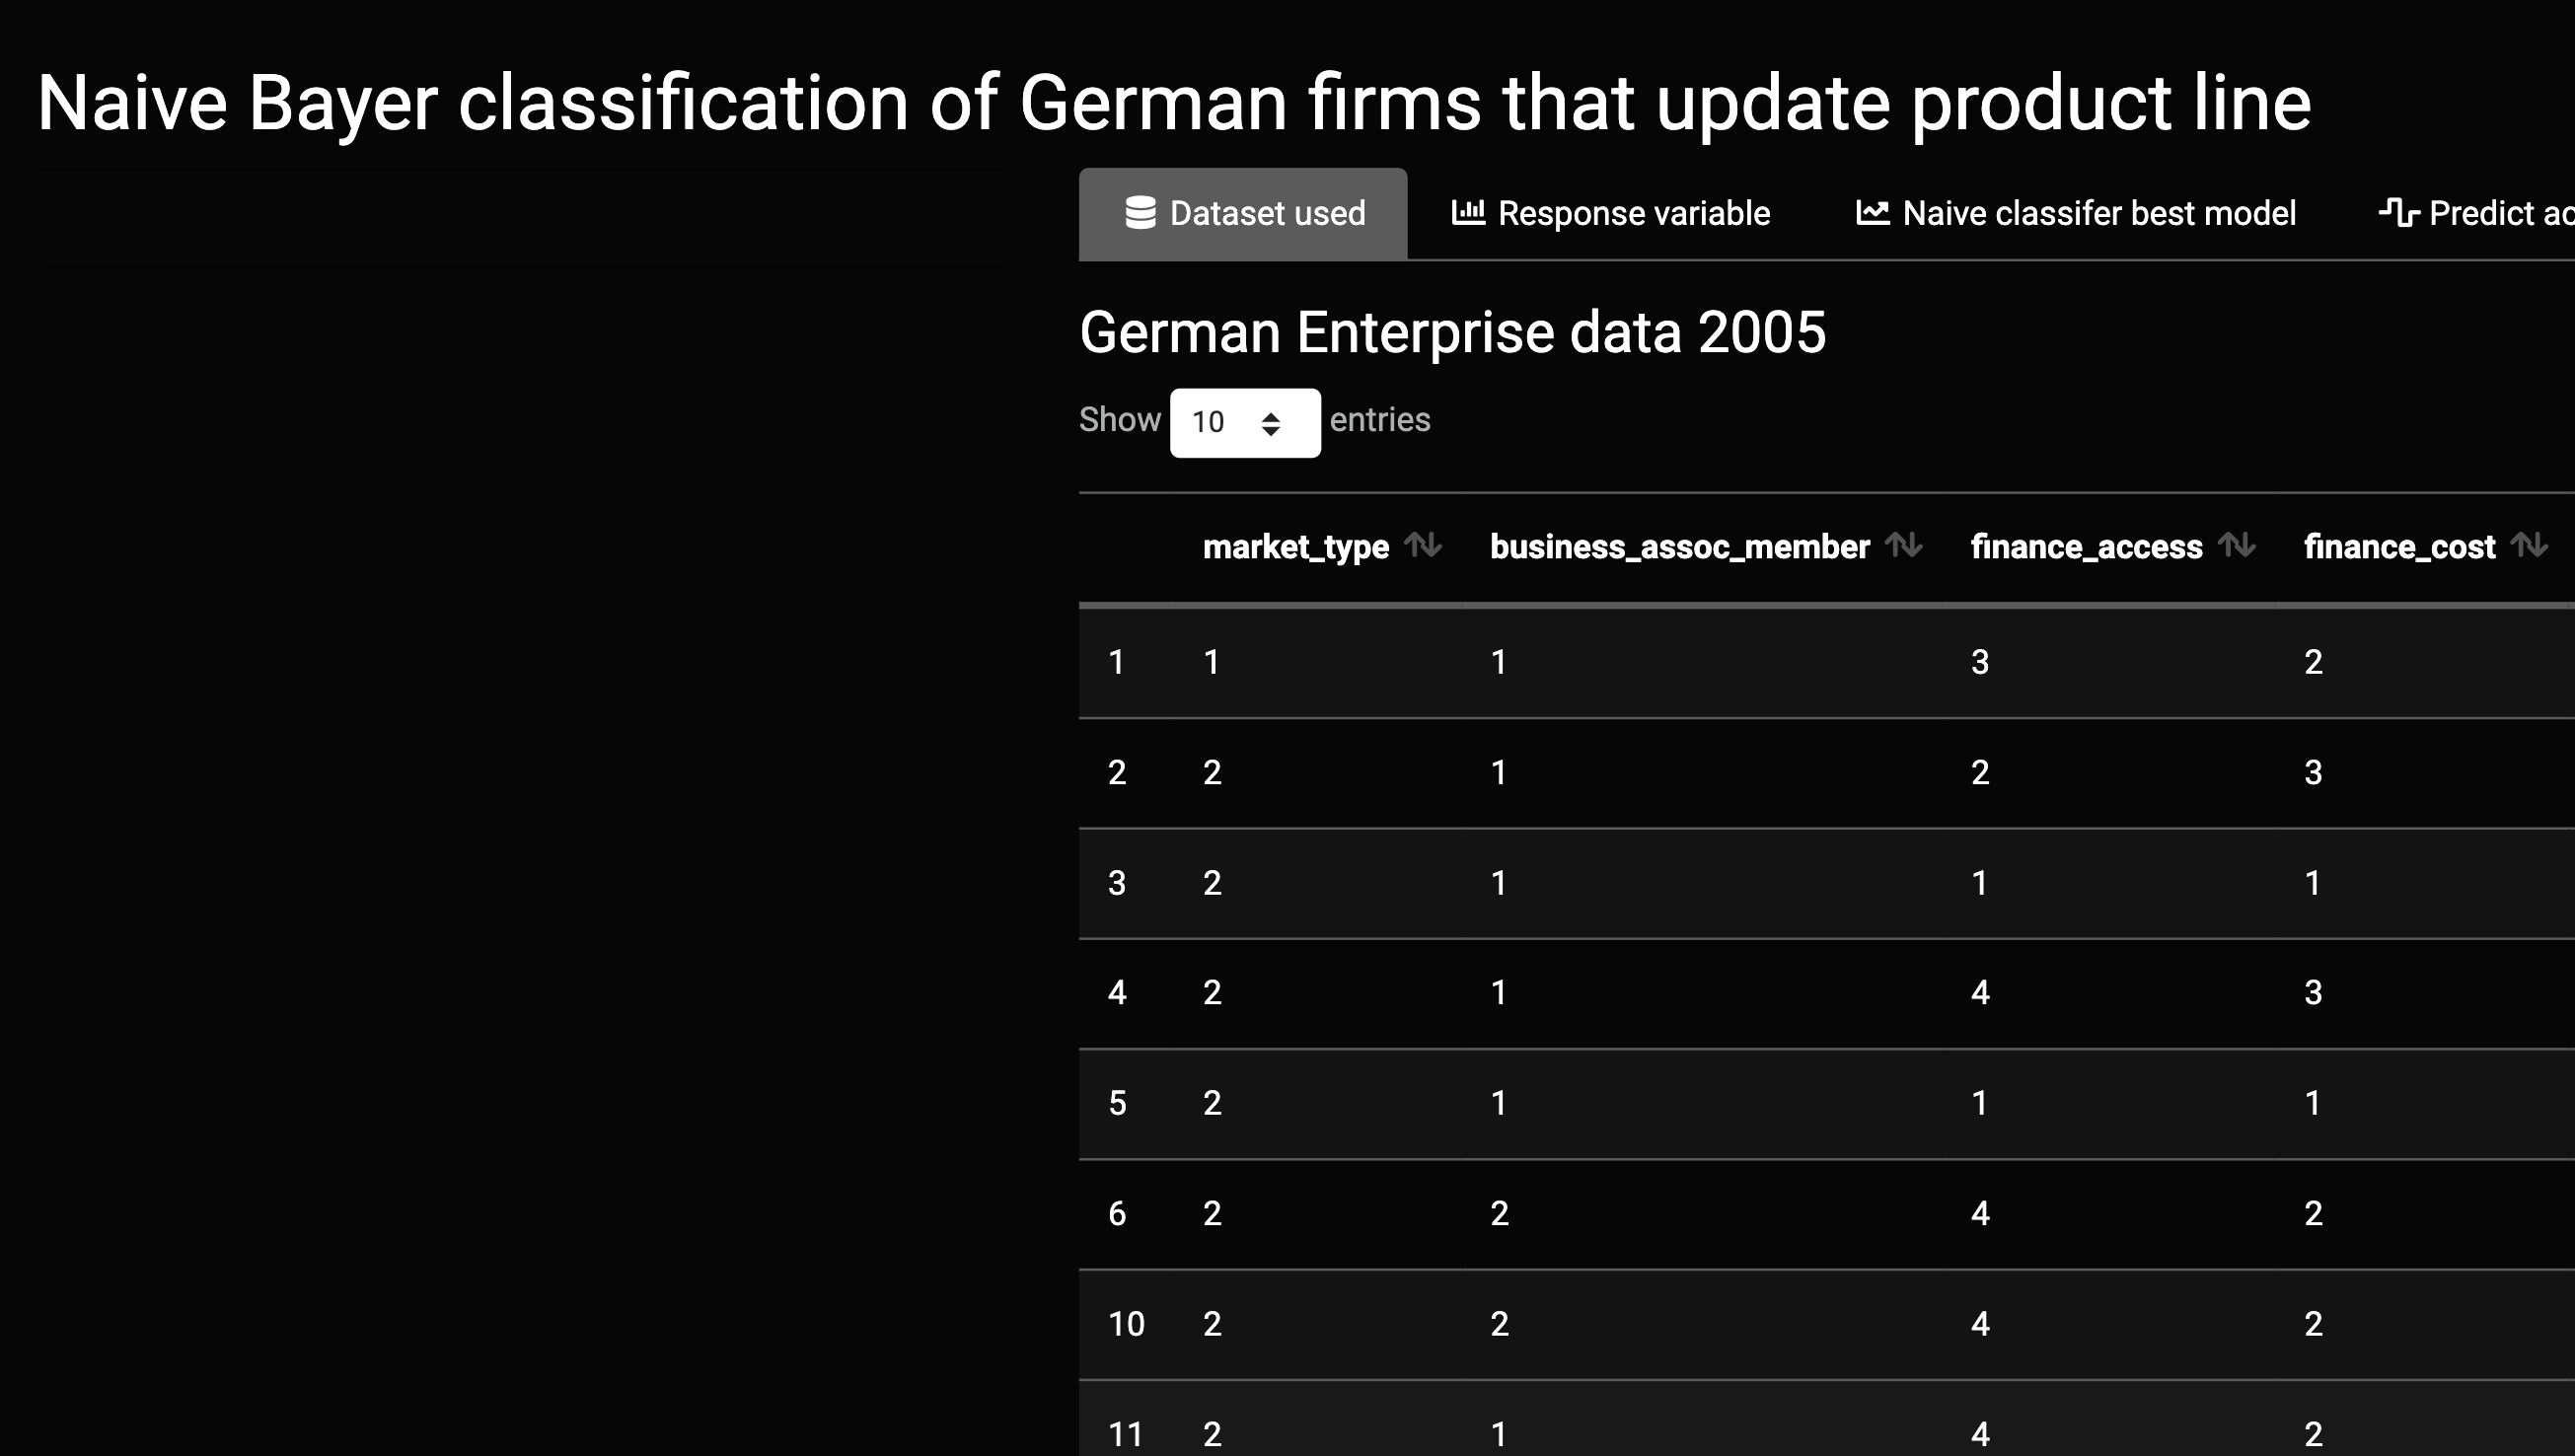 Naive Bayer classification of German firms that update product line
Dataset used Response variable Naive classifer best model Predict
German Enterprise data 2005
Show 10 entries
market_type business_assoc_member finance_access finance_cost
1 1 1 3 2
2 2 1 2 3
3 2 1 1 1
4 2 1 4 3
5 2 1 1 1
6 2 2 4 2
10 2 2 4 2
11 2 1 4 2